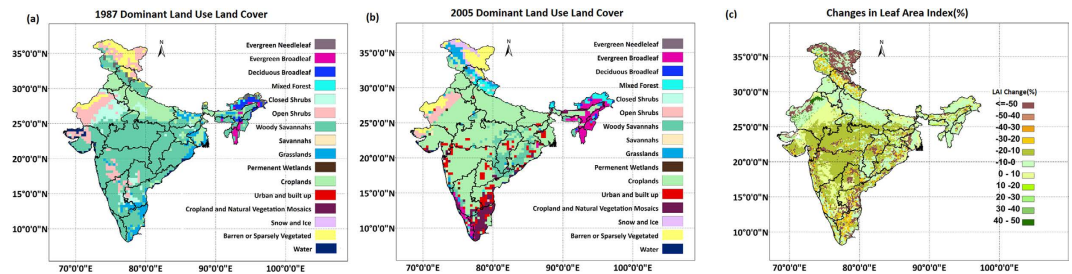 (a)
1987 Dominant Land Use Land Cover
N
35°0'0"N
30°0'0"N
25°0'0"N
20°0'0"N
15°0'0"N
10°0'0"N
70°0'0"E
80°0'0"E
90°0'0"E
100°0'0"E
Evergreen Needleleaf
Evergreen Broadleaf
Deciduous Broadleaf
Mixed Forest
Closed Shrubs
Open Shrubs
Woody Savannahs
Savannas
Grasslands
Permenent Wetlands
Croplands
Urban and built up
Cropland and Natural Vegetation Mosaics
Snow and Ice
Barren or Sparsely Vegetated
Water
(b)
2005 Dominant Land Use Land Cover
N
35°0'0"N
30°0'0"N
25°0'0"N
20°0'0"N
15°0'0"N
10°0'0"N
70°0'0"E
80°0'0"E
90°0'0"E
100°0'0"E
Evergreen Needleleaf
Evergreen Broadleaf
Deciduous Broadleaf
Mixed Forest
Closed Shrubs
Open Shrubs
Woody Savannahs
Savannas
Grasslands
Permenent Wetlands
Croplands
Urban and built up
Cropland and Natural Vegetation Mosaics
Snow and Ice
Barren or Sparsely Vegetated
Water
(c)
Changes in Leaf Area Index(%)
N
35°0'0"N
30°0'0"N
25°0'0"N
20°0'0"N
15°0'0"N
10°0'0"N
70°0'0"E
80°0'0"E
90°0'0"E
100°0'0"E
LAI Change(%)
<=-50
-50-40
-40-30
-30-20
-20-10
-10-0
0 - 10
10 -20
20 -30
30 -40
40 - 50